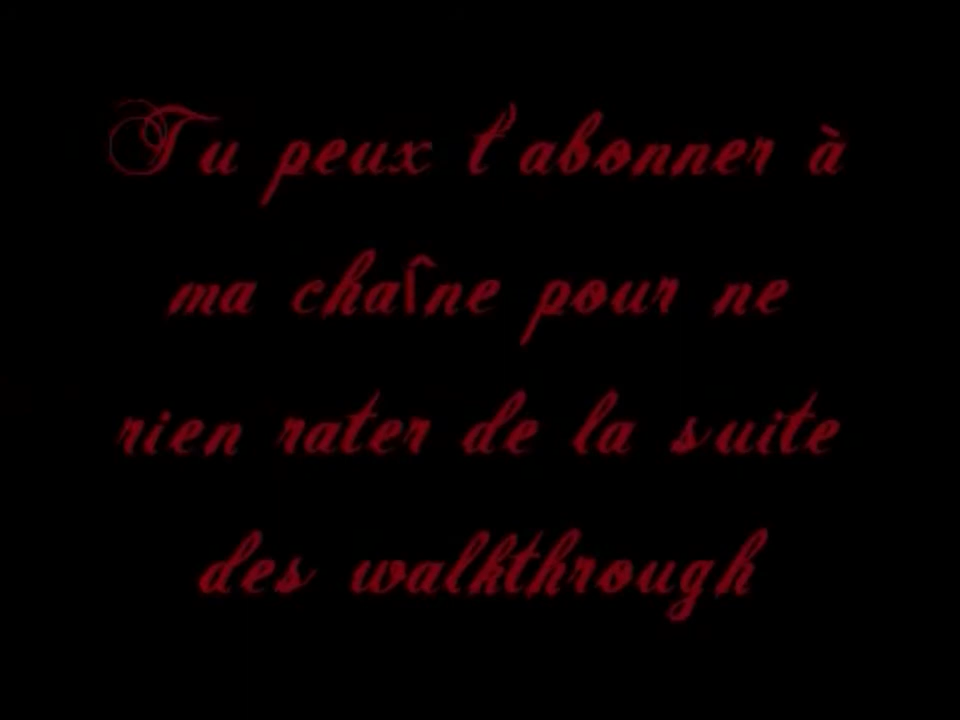 Tu peux t'abonner à
ma chaîne pour ne
rien rater de la suite
des walkthrough